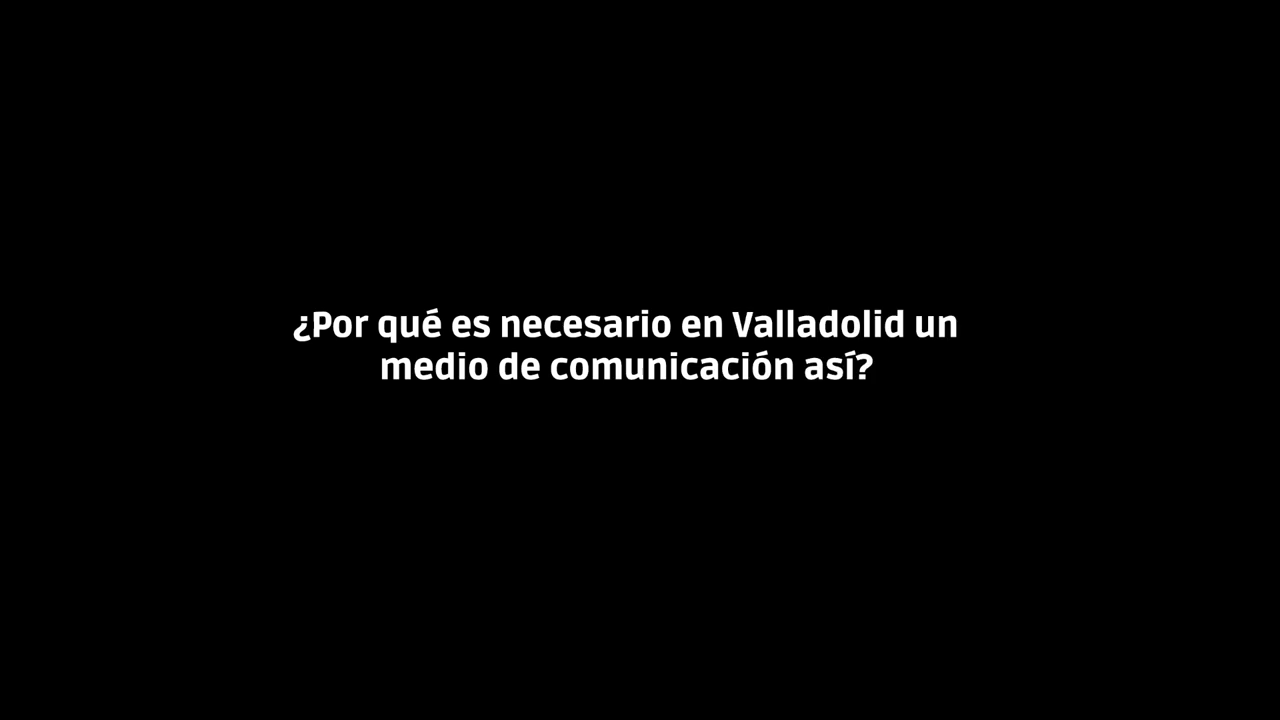 ¿Por qué es necesario en Valladolid un
medio de comunicación así?